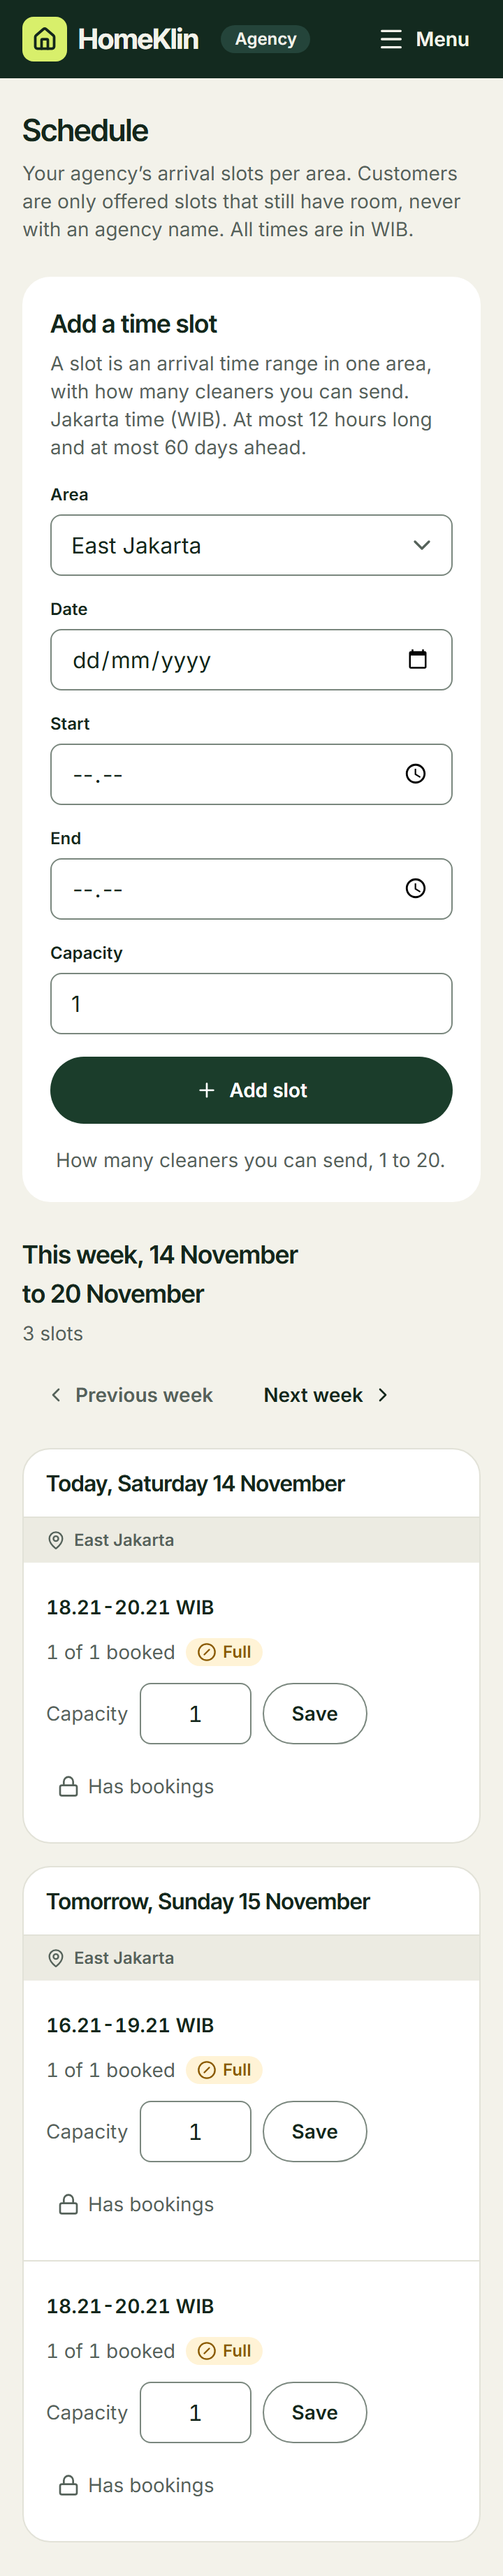 HomeKlin
Agency
Menu
Schedule
Your agency’s arrival slots per area. Customers
are only offered slots that still have room, never
with an agency name. All times are in WIB.
Add a time slot
A slot is an arrival time range in one area,
with how many cleaners you can send.
Jakarta time (WIB). At most 12 hours long
and at most 60 days ahead.
Area
East Jakarta
Date
dd/mm/yyyy
Start
--.--
End
--.--
Capacity
1
Add slot
How many cleaners you can send, 1 to 20.
This week, 14 November
to 20 November
3 slots
Previous week
Next week
Today, Saturday 14 November
East Jakarta
18.21-20.21 WIB
1 of 1 booked
Full
Capacity
1
Save
Has bookings
Tomorrow, Sunday 15 November
East Jakarta
16.21-19.21 WIB
1 of 1 booked
Full
Capacity
1
Save
Has bookings
18.21-20.21 WIB
1 of 1 booked
Full
Capacity
1
Save
Has bookings